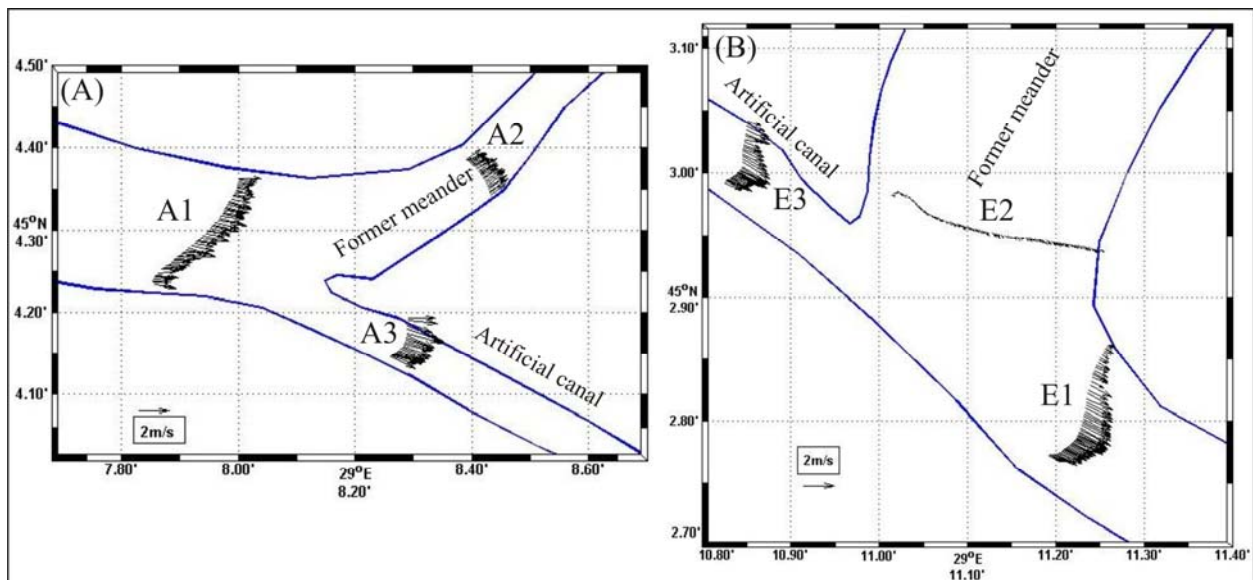 (A)
4.50'
4.40'
45°N
4.30'
4.20'
4.10'
A1
A2
A3
Former meander
Artificial canal
2m/s
7.80'
8.00'
29°E
8.20'
8.40'
8.60'
(B)
3.10'
3.00'
45°N
2.90'
2.80'
2.70'
Artificial canal
Former meander
E3
E2
E1
2m/s
10.80'
10.90'
11.00'
29°E
11.10'
11.20'
11.30'
11.40'